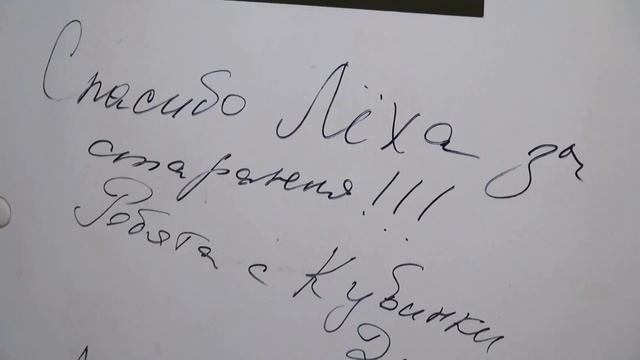 Спасибо Лёха за
старания!!!
Ребята с Кубинки